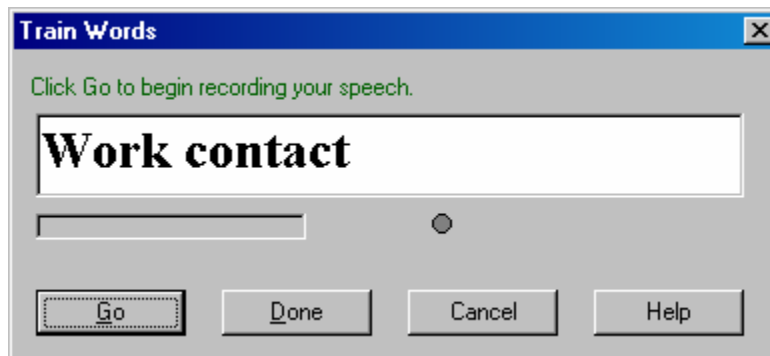 Train Words
Click Go to begin recording your speech.
Work contact
Go Done Cancel Help